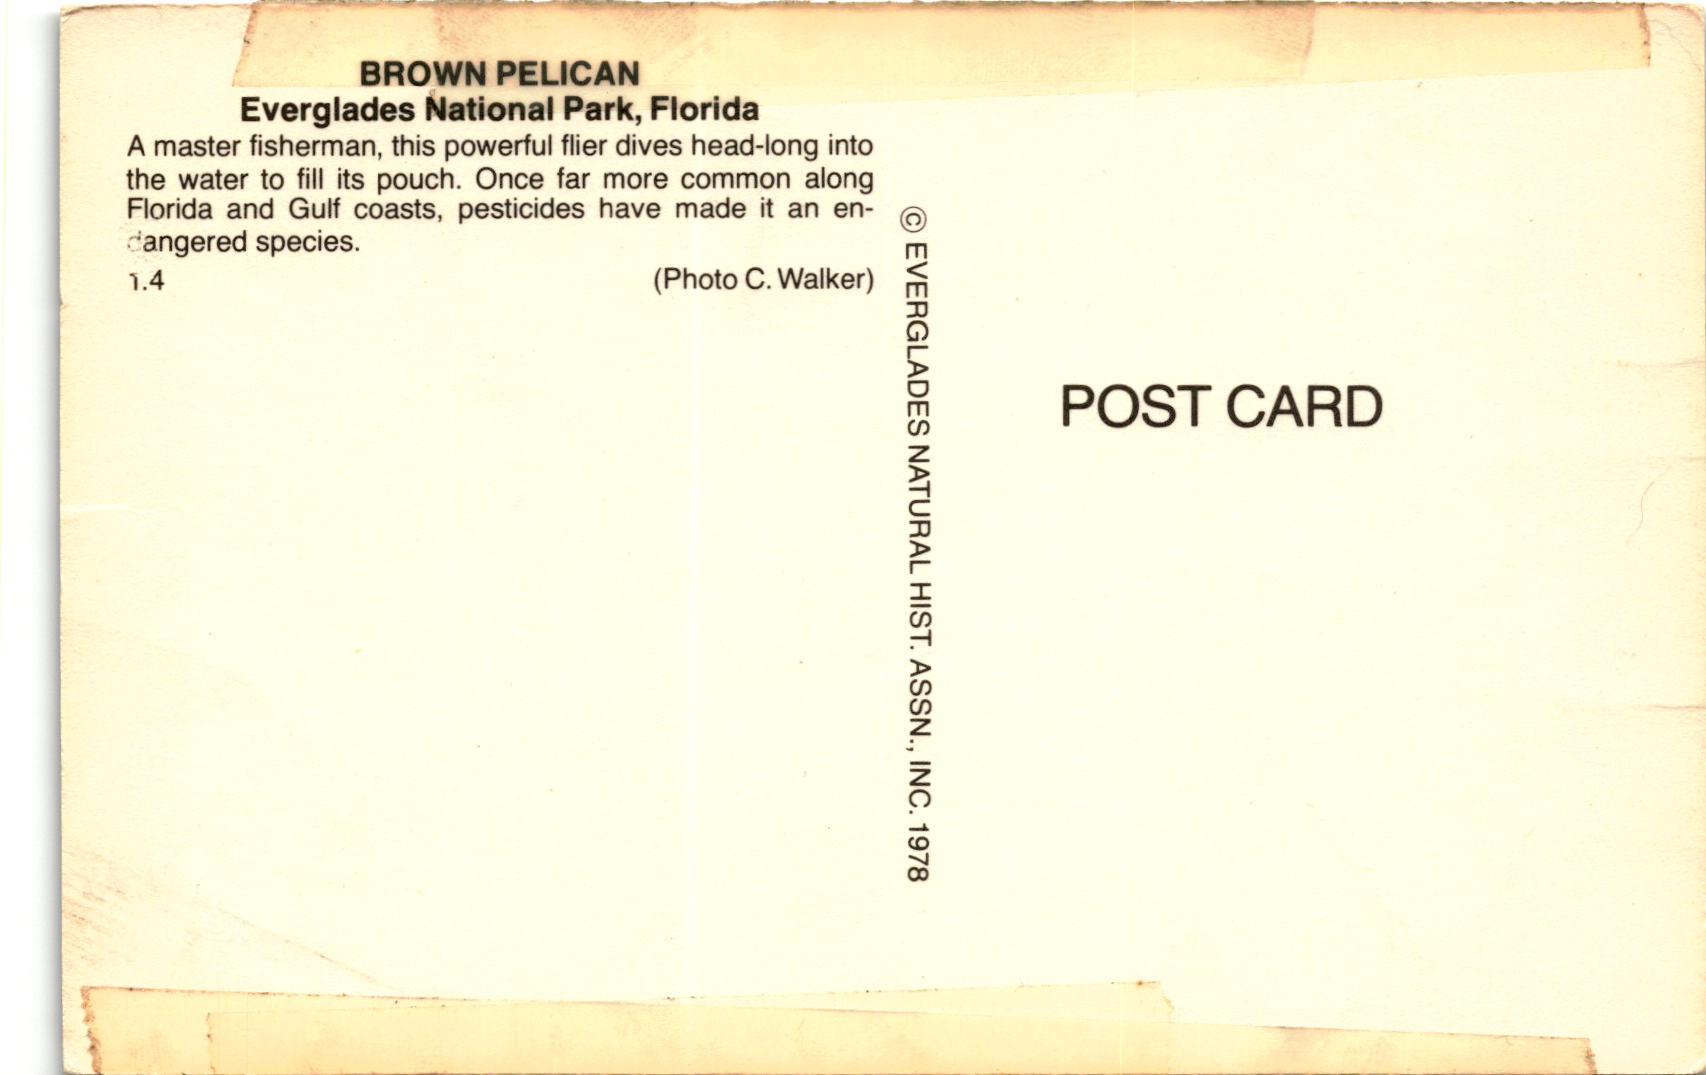 BROWN PELICAN
Everglades National Park, Florida
A master fisherman, this powerful flier dives head-long into
the water to fill its pouch. Once far more common along
Florida and Gulf coasts, pesticides have made it an en-
dangered species.
1.4 (Photo C. Walker)
© EVERGLADES NATURAL HIST. ASSN., INC. 1978
POST CARD